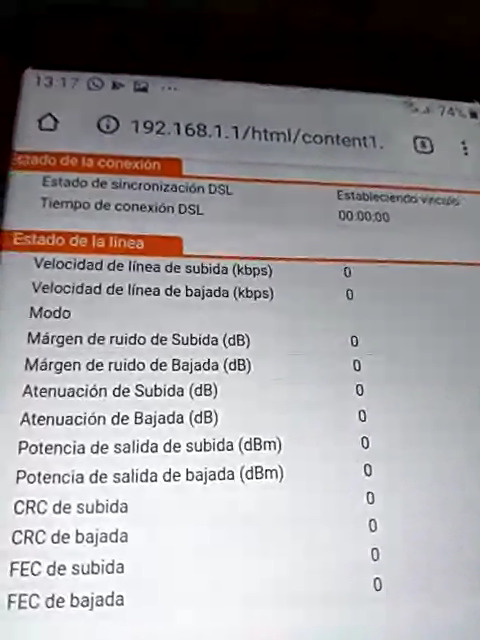 13:17 ... 74%
192.168.1.1/html/content1. 8
Estado de la conexión
Estado de sincronización DSL Estableciendo vínculo
Tiempo de conexión DSL 00:00:00
Estado de la línea
Velocidad de línea de subida (kbps) 0
Velocidad de línea de bajada (kbps) 0
Modo
Márgen de ruido de Subida (dB) 0
Márgen de ruido de Bajada (dB) 0
Atenuación de Subida (dB) 0
Atenuación de Bajada (dB) 0
Potencia de salida de subida (dBm) 0
Potencia de salida de bajada (dBm) 0
CRC de subida 0
CRC de bajada 0
FEC de subida 0
FEC de bajada 0